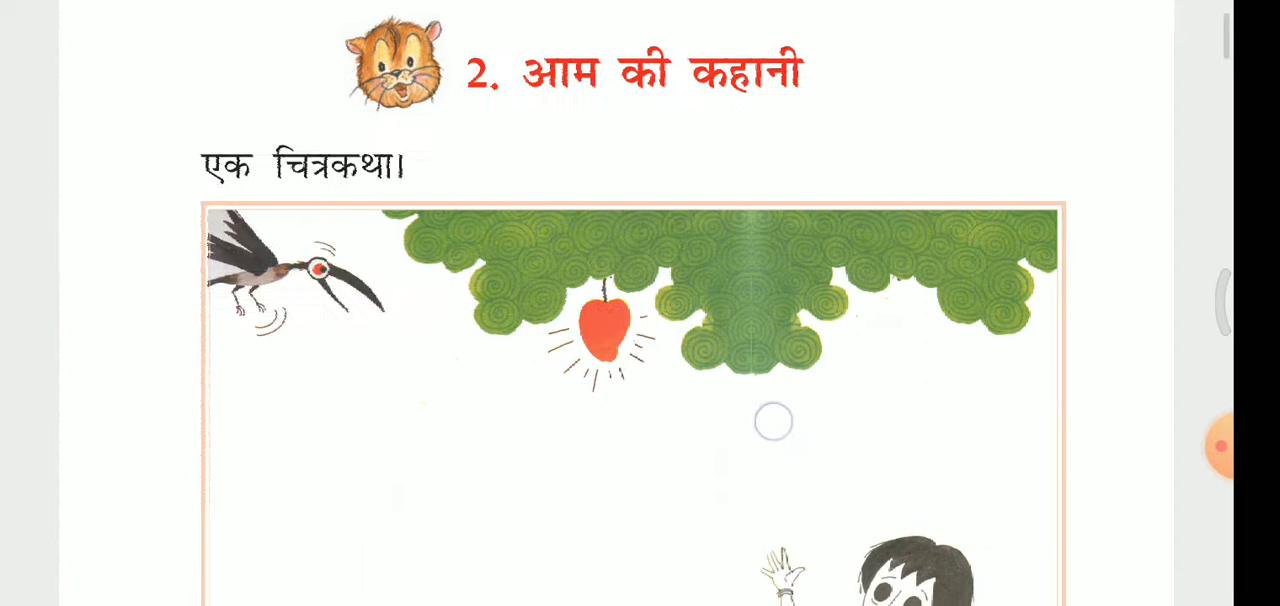 2. आम की कहानी
एक चित्रकथा।